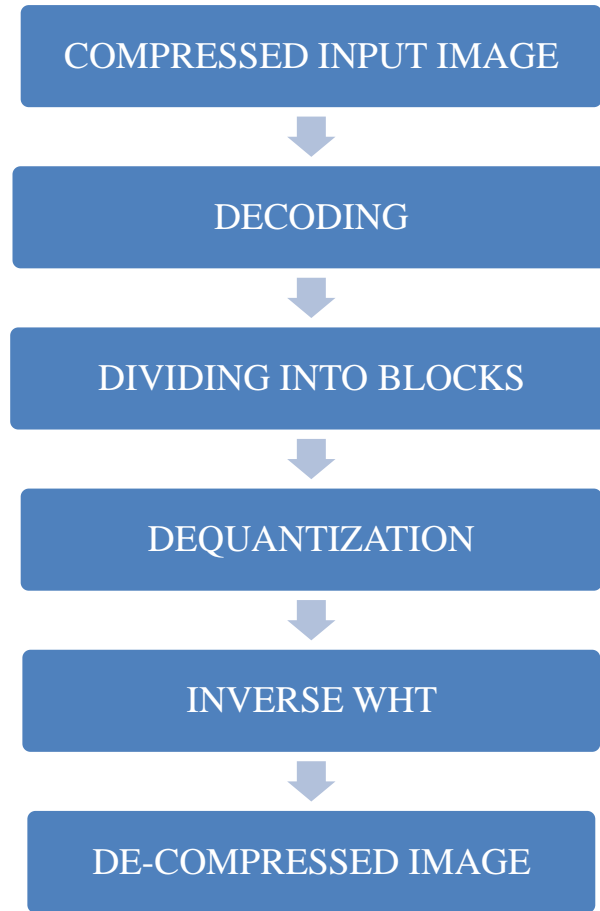 COMPRESSED INPUT IMAGE
DECODING
DIVIDING INTO BLOCKS
DEQUANTIZATION
INVERSE WHT
DE-COMPRESSED IMAGE